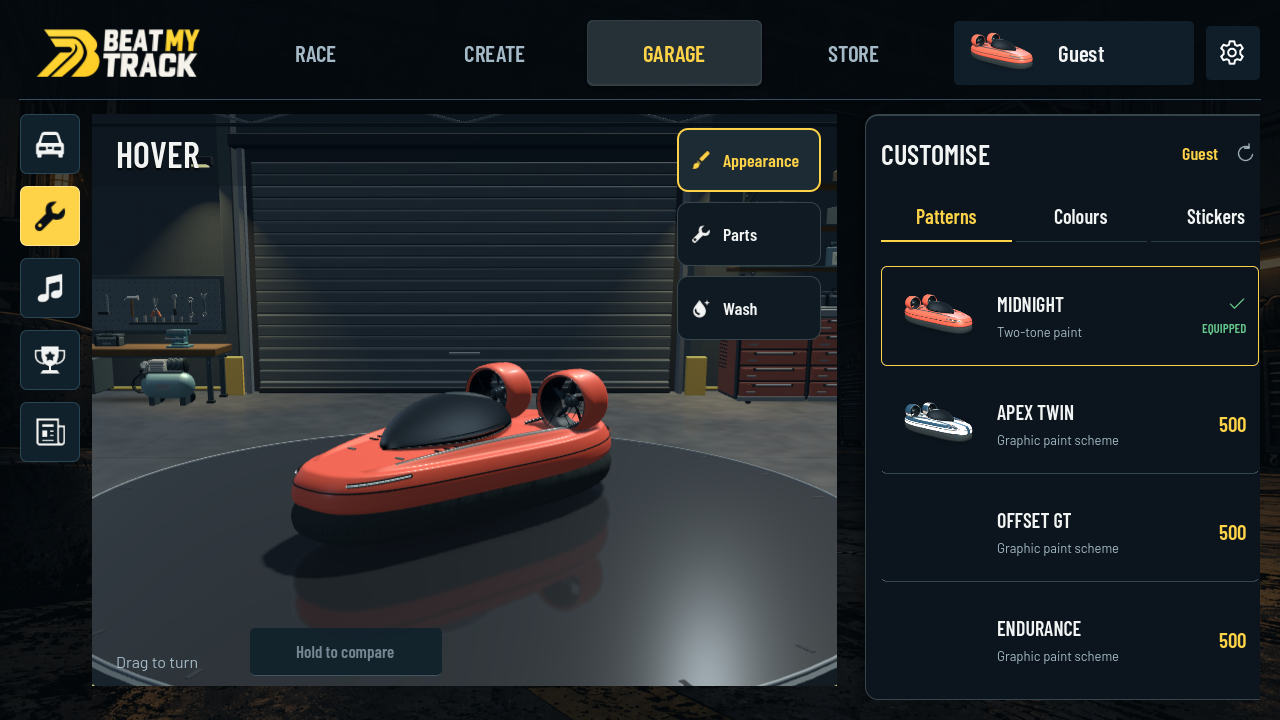 BEATMY
TRACK
RACE
CREATE
GARAGE
STORE
Guest
HOVER
Appearance
Parts
Wash
Drag to turn
Hold to compare
CUSTOMISE
Guest
Patterns
Colours
Stickers
MIDNIGHT
Two-tone paint
EQUIPPED
APEX TWIN
Graphic paint scheme
500
OFFSET GT
Graphic paint scheme
500
ENDURANCE
Graphic paint scheme
500